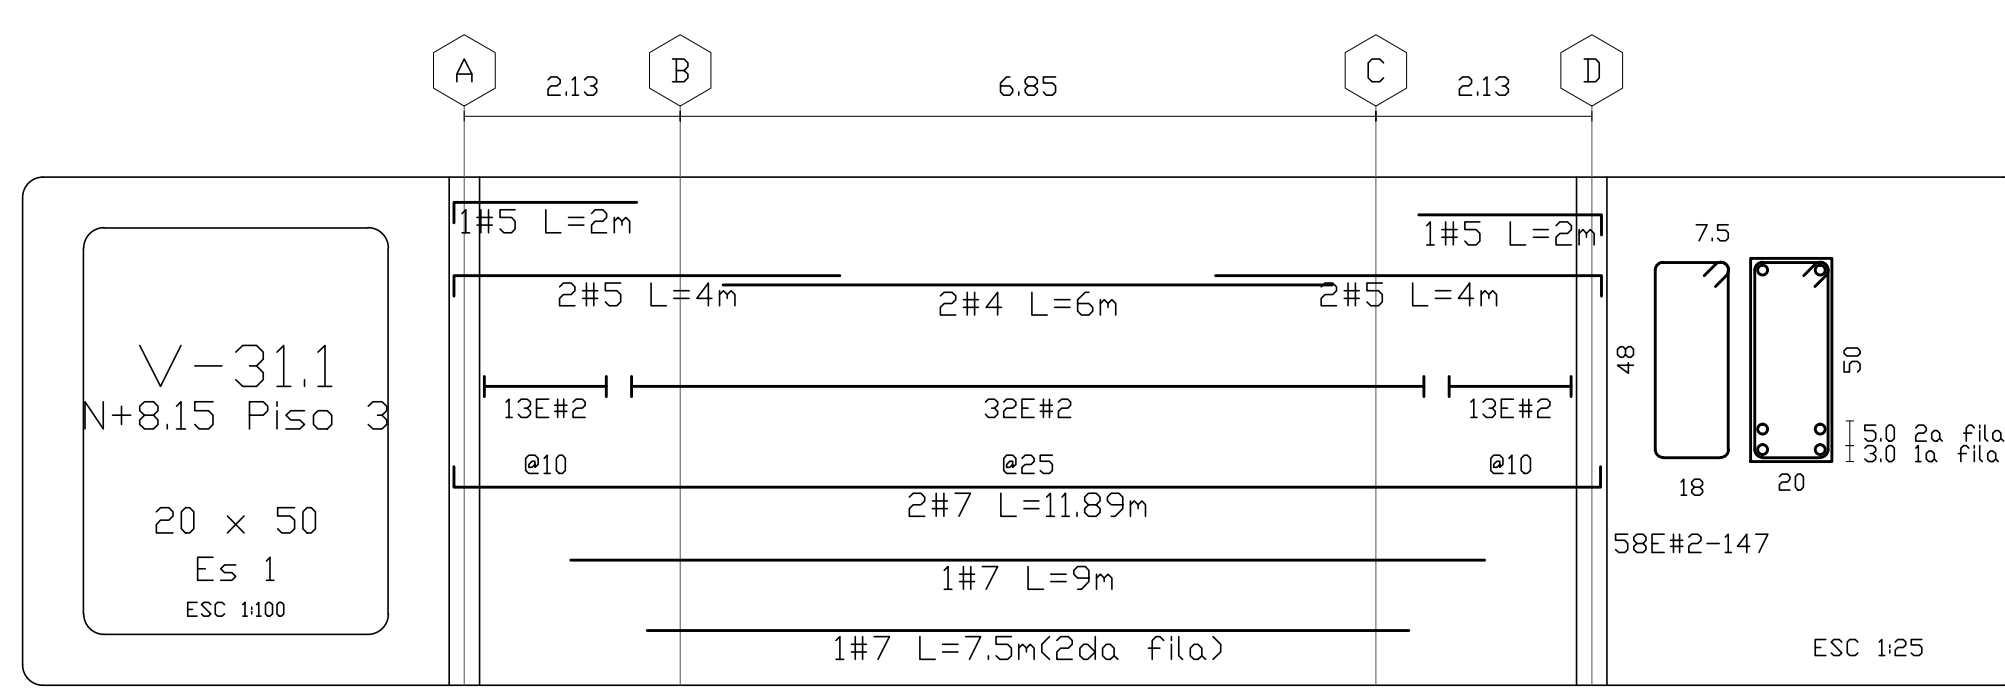 A B C D
2.13 6.85 2.13
1#5 L=2m
1#5 L=2m
7.5
2#5 L=4m
2#4 L=6m
2#5 L=4m
V-31.1
N+8.15 Piso 3
13E#2 32E#2 13E#2
48
50
@10 @25 @10
5.0 2a fila
3.0 1a fila
18
20
2#7 L=11.89m
20 x 50
58E#2-147
Es 1
1#7 L=9m
ESC 1:100
1#7 L=7.5m(2da fila)
ESC 1:25